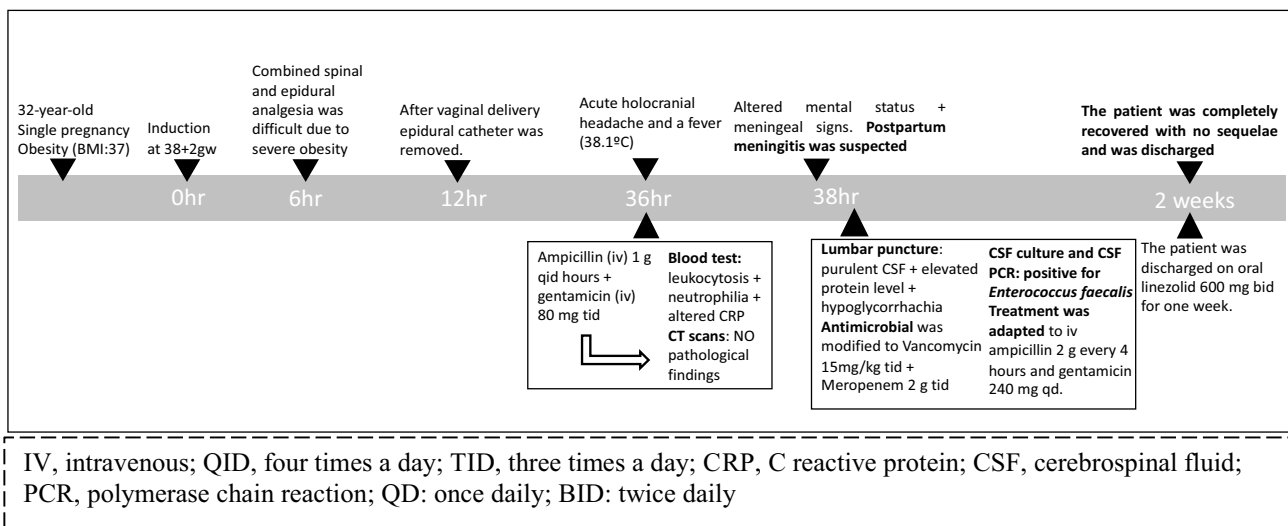 32-year-old
Single pregnancy
Obesity (BMI:37)
Induction
at 38+2gw
Combined spinal
and epidural
analgesia was
difficult due to
severe obesity
After vaginal delivery
epidural catheter was
removed.
Acute holocranial
headache and a fever
(38.1ºC)
Altered mental status +
meningeal signs. Postpartum
meningitis was suspected
The patient was completely
recovered with no sequelae
and was discharged
0hr
6hr
12hr
36hr
38hr
2 weeks
Ampicillin (iv) 1 g
qid hours +
gentamicin (iv)
80 mg tid
Blood test:
leukocytosis +
neutrophilia +
altered CRP
CT scans: NO
pathological
findings
Lumbar puncture:
purulent CSF + elevated
protein level +
hypoglycorrhachia
Antimicrobial was
modified to Vancomycin
15mg/kg tid +
Meropenem 2 g tid
CSF culture and CSF
PCR: positive for
Enterococcus faecalis
Treatment was
adapted to iv
ampicillin 2 g every 4
hours and gentamicin
240 mg qd.
The patient was
discharged on oral
linezolid 600 mg bid
for one week.
IV, intravenous; QID, four times a day; TID, three times a day; CRP, C reactive protein; CSF, cerebrospinal fluid;
PCR, polymerase chain reaction; QD: once daily; BID: twice daily